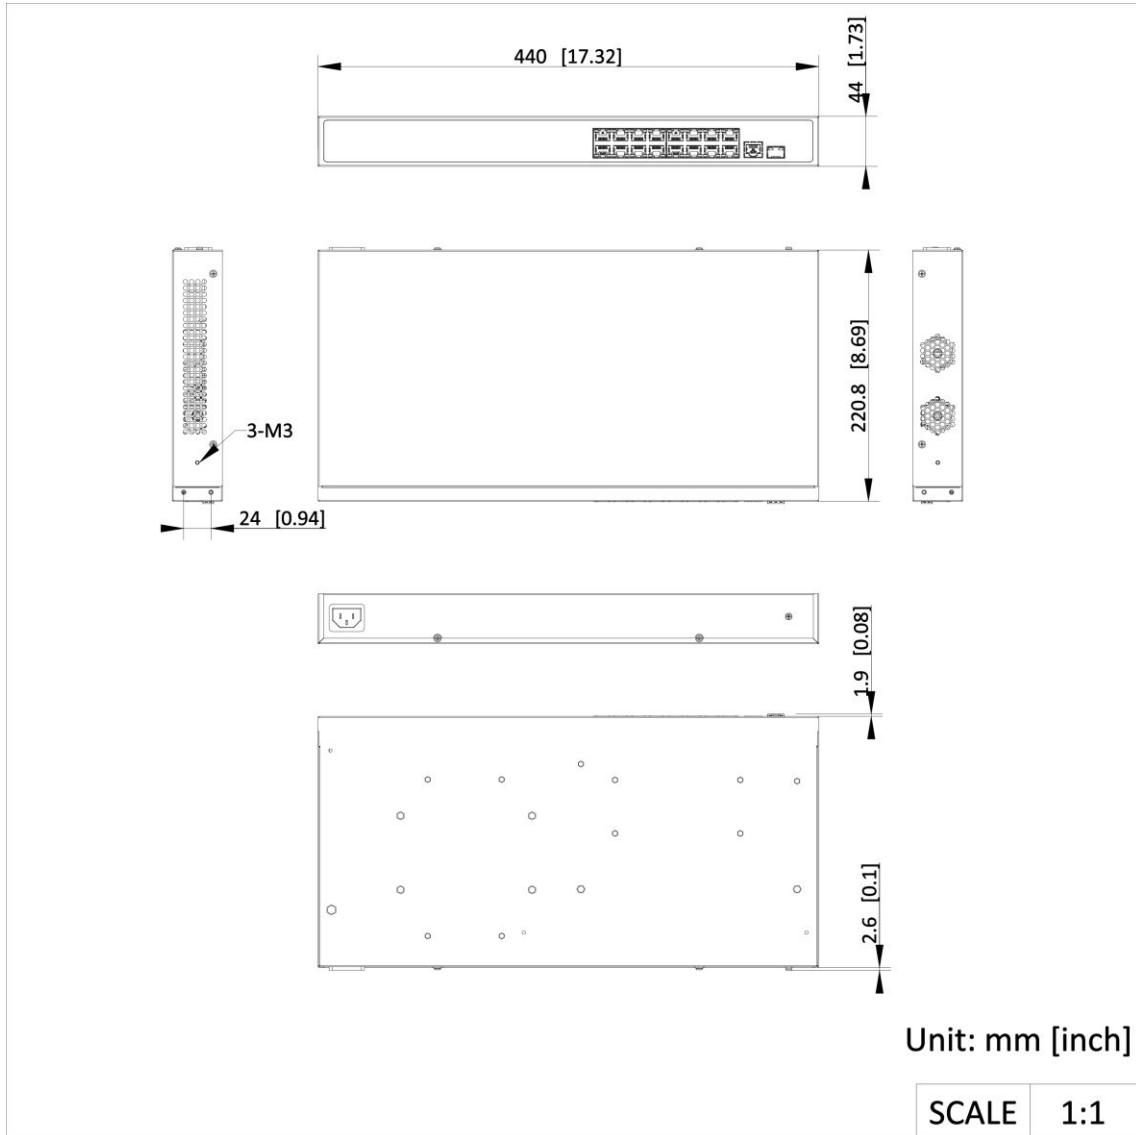 440 [17.32]
44 [1.73]
220.8 [8.69]
3-M3
24 [0.94]
1.9 [0.08]
2.6 [0.1]
Unit: mm [inch]
SCALE 1:1